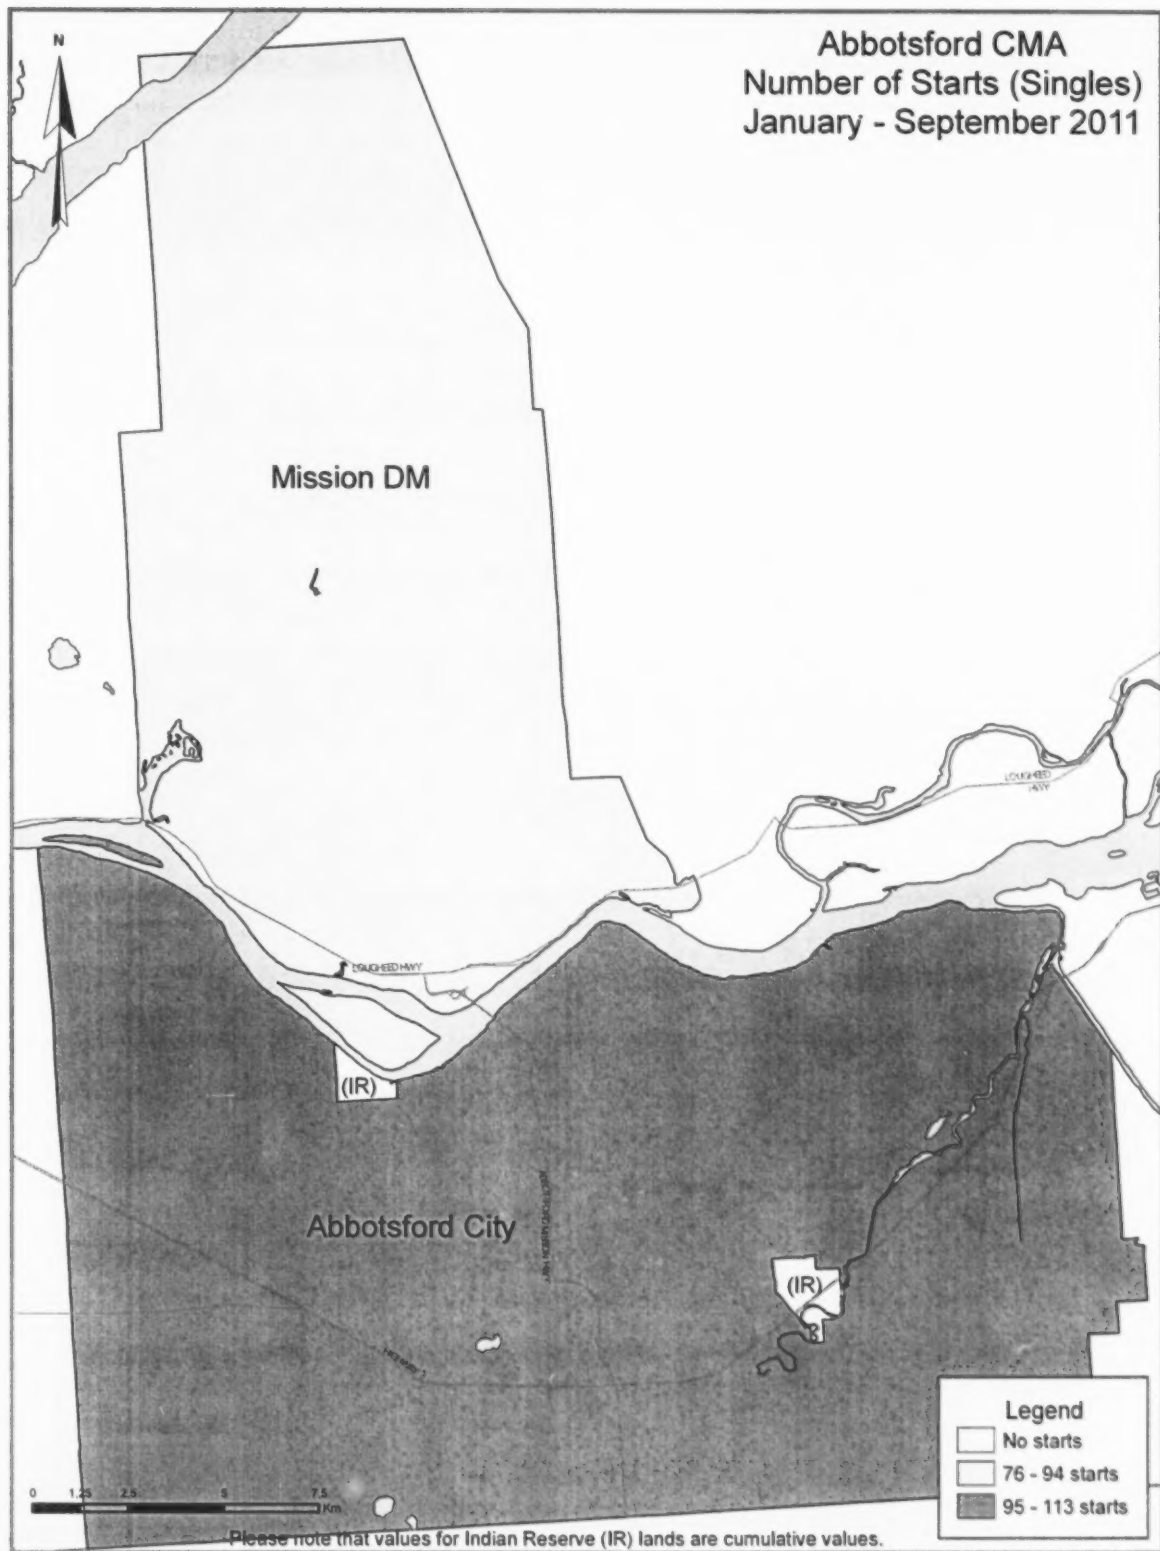 Abbotsford CMA
Number of Starts (Singles)
January - September 2011
N
Mission DM
LOUGHEED
HWY
LOUGHEED HWY
(IR)
Abbotsford City
(IR)
HIGHWAY 1
Legend
No starts
76 - 94 starts
95 - 113 starts
0 1.25 2.5 5 7.5
Km
Please note that values for Indian Reserve (IR) lands are cumulative values.